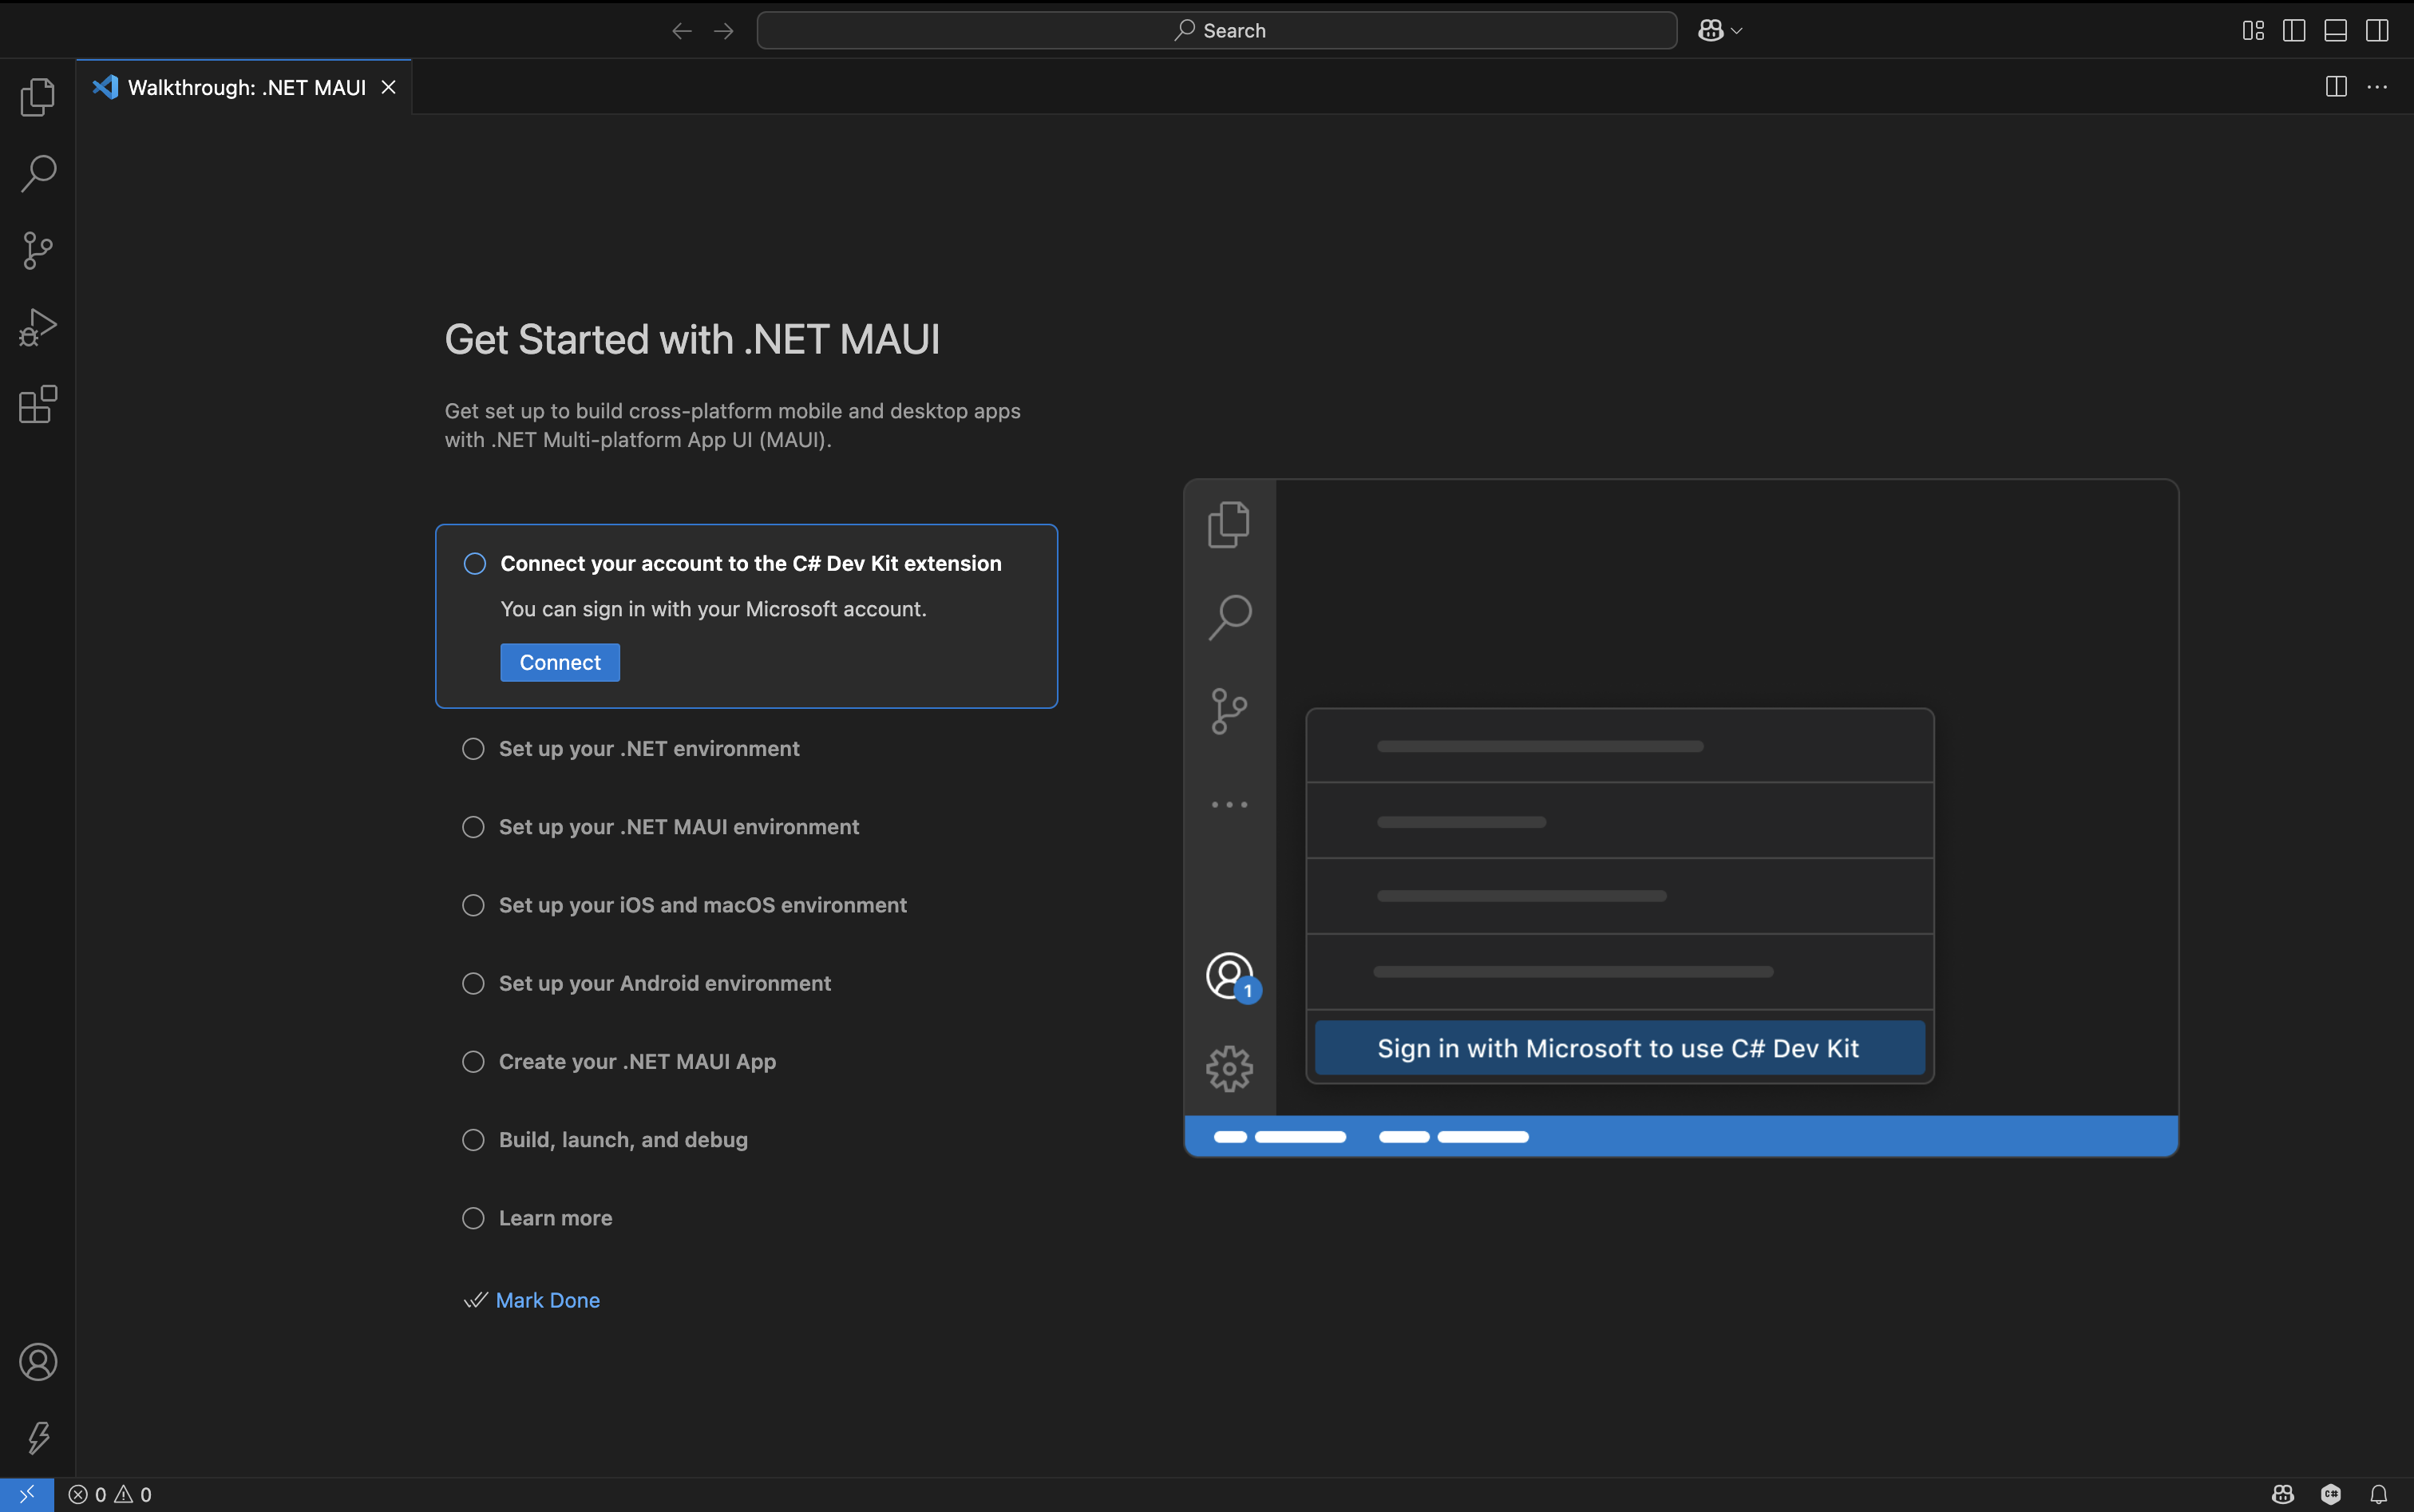 Search
Walkthrough: .NET MAUI
Get Started with .NET MAUI
Get set up to build cross-platform mobile and desktop apps
with .NET Multi-platform App UI (MAUI).
Connect your account to the C# Dev Kit extension
You can sign in with your Microsoft account.
Connect
Set up your .NET environment
Set up your .NET MAUI environment
Set up your iOS and macOS environment
Set up your Android environment
Create your .NET MAUI App
Build, launch, and debug
Learn more
Mark Done
1
Sign in with Microsoft to use C# Dev Kit
0 0
C#